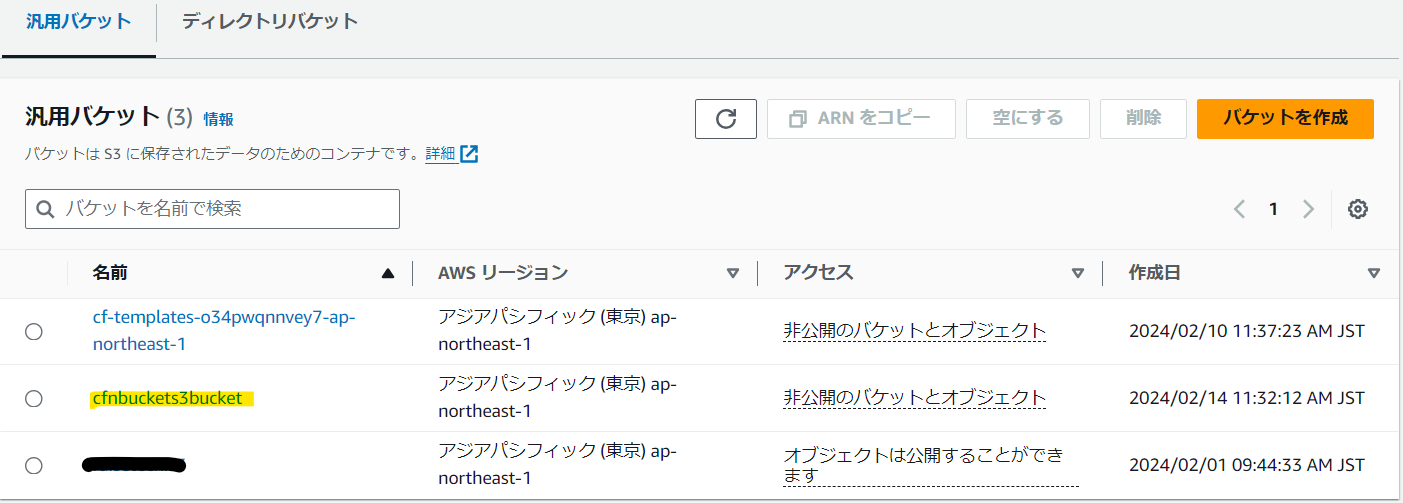 汎用バケット ディレクトリバケット
汎用バケット (3) 情報
ARN をコピー 空にする 削除 バケットを作成
バケットは S3 に保存されたデータのためのコンテナです。詳細
バケットを名前で検索
1
名前 AWS リージョン アクセス 作成日
cf-templates-o34pwqnnvey7-ap-
northeast-1
アジアパシフィック (東京) ap-
northeast-1
非公開のバケットとオブジェクト
2024/02/10 11:37:23 AM JST
cfnbuckets3bucket
アジアパシフィック (東京) ap-
northeast-1
非公開のバケットとオブジェクト
2024/02/14 11:32:12 AM JST
アジアパシフィック (東京) ap-
northeast-1
オブジェクトは公開することができ
ます
2024/02/01 09:44:33 AM JST